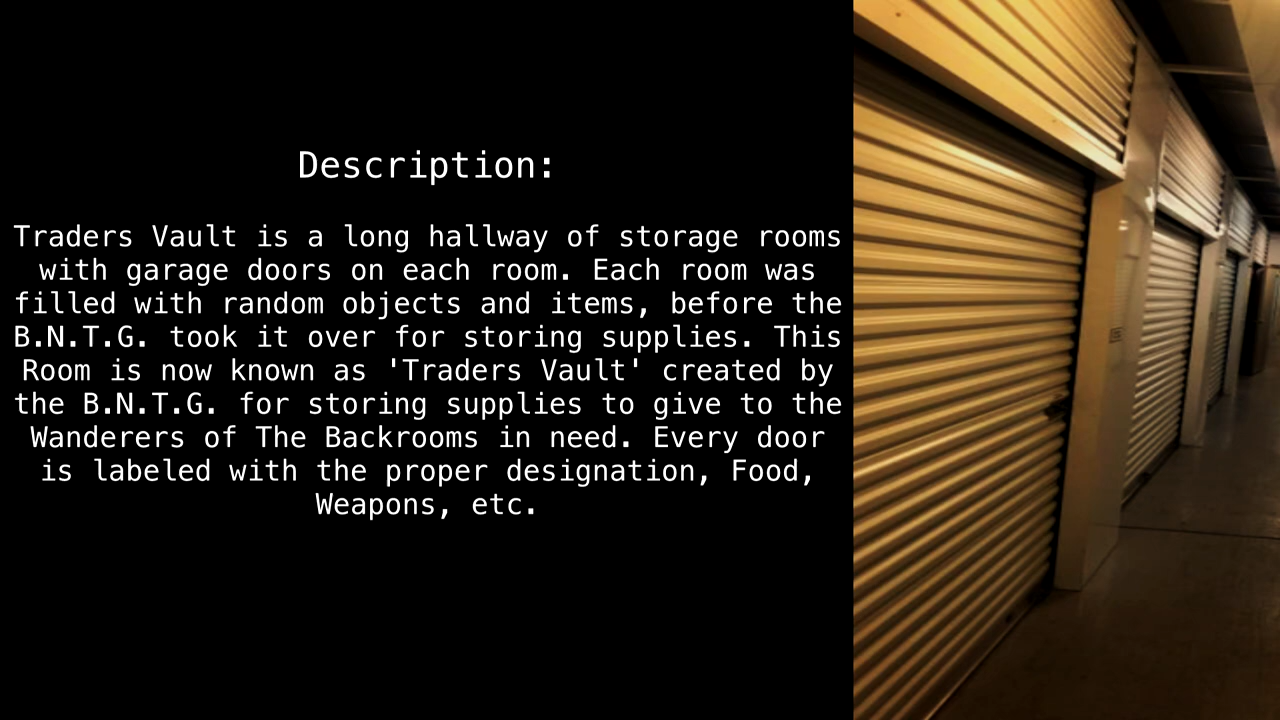 Description:
Traders Vault is a long hallway of storage rooms
with garage doors on each room. Each room was
filled with random objects and items, before the
B.N.T.G. took it over for storing supplies. This
Room is now known as 'Traders Vault' created by
the B.N.T.G. for storing supplies to give to the
Wanderers of The Backrooms in need. Every door
is labeled with the proper designation, Food,
Weapons, etc.